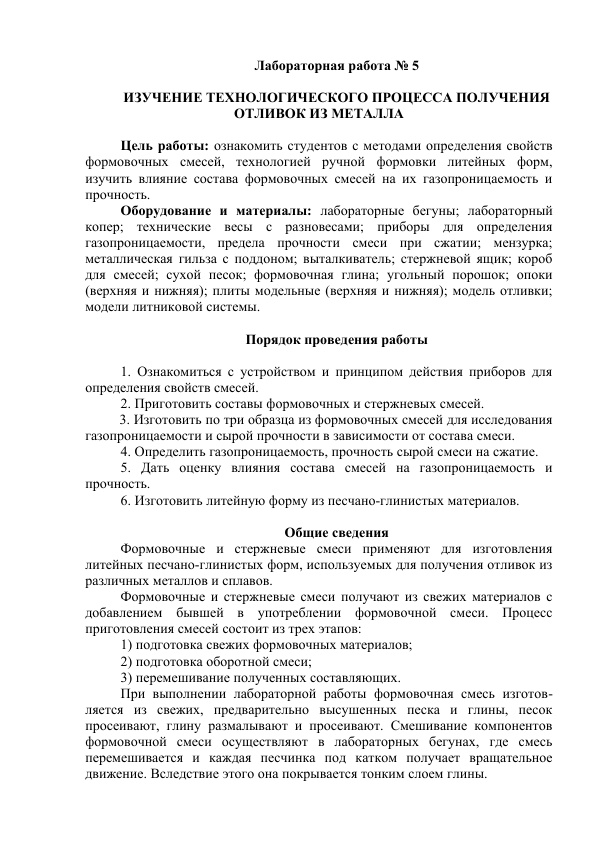 Лабораторная работа № 5
ИЗУЧЕНИЕ ТЕХНОЛОГИЧЕСКОГО ПРОЦЕССА ПОЛУЧЕНИЯ
ОТЛИВОК ИЗ МЕТАЛЛА
Цель работы: ознакомить студентов с методами определения свойств
формовочных смесей, технологией ручной формовки литейных форм,
изучить влияние состава формовочных смесей на их газопроницаемость и
прочность.
Оборудование и материалы: лабораторные бегуны; лабораторный
копер; технические весы с разновесами; приборы для определения
газопроницаемости, предела прочности смеси при сжатии; мензурка;
металлическая гильза с поддоном; выталкиватель; стержневой ящик; короб
для смесей; сухой песок; формовочная глина; угольный порошок; опоки
(верхняя и нижняя); плиты модельные (верхняя и нижняя); модель отливки;
модели литниковой системы.
Порядок проведения работы
1. Ознакомиться с устройством и принципом действия приборов для
определения свойств смесей.
2. Приготовить составы формовочных и стержневых смесей.
3. Изготовить по три образца из формовочных смесей для исследования
газопроницаемости и сырой прочности в зависимости от состава смеси.
4. Определить газопроницаемость, прочность сырой смеси на сжатие.
5. Дать оценку влияния состава смесей на газопроницаемость и
прочность.
6. Изготовить литейную форму из песчано-глинистых материалов.
Общие сведения
Формовочные и стержневые смеси применяют для изготовления
литейных песчано-глинистых форм, используемых для получения отливок из
различных металлов и сплавов.
Формовочные и стержневые смеси получают из свежих материалов с
добавлением бывшей в употреблении формовочной смеси. Процесс
приготовления смесей состоит из трех этапов:
1) подготовка свежих формовочных материалов;
2) подготовка оборотной смеси;
3) перемешивание полученных составляющих.
При выполнении лабораторной работы формовочная смесь изготов-
ляется из свежих, предварительно высушенных песка и глины, песок
просеивают, глину размалывают и просеивают. Смешивание компонентов
формовочной смеси осуществляют в лабораторных бегунах, где смесь
перемешивается и каждая песчинка под катком получает вращательное
движение. Вследствие этого она покрывается тонким слоем глины.